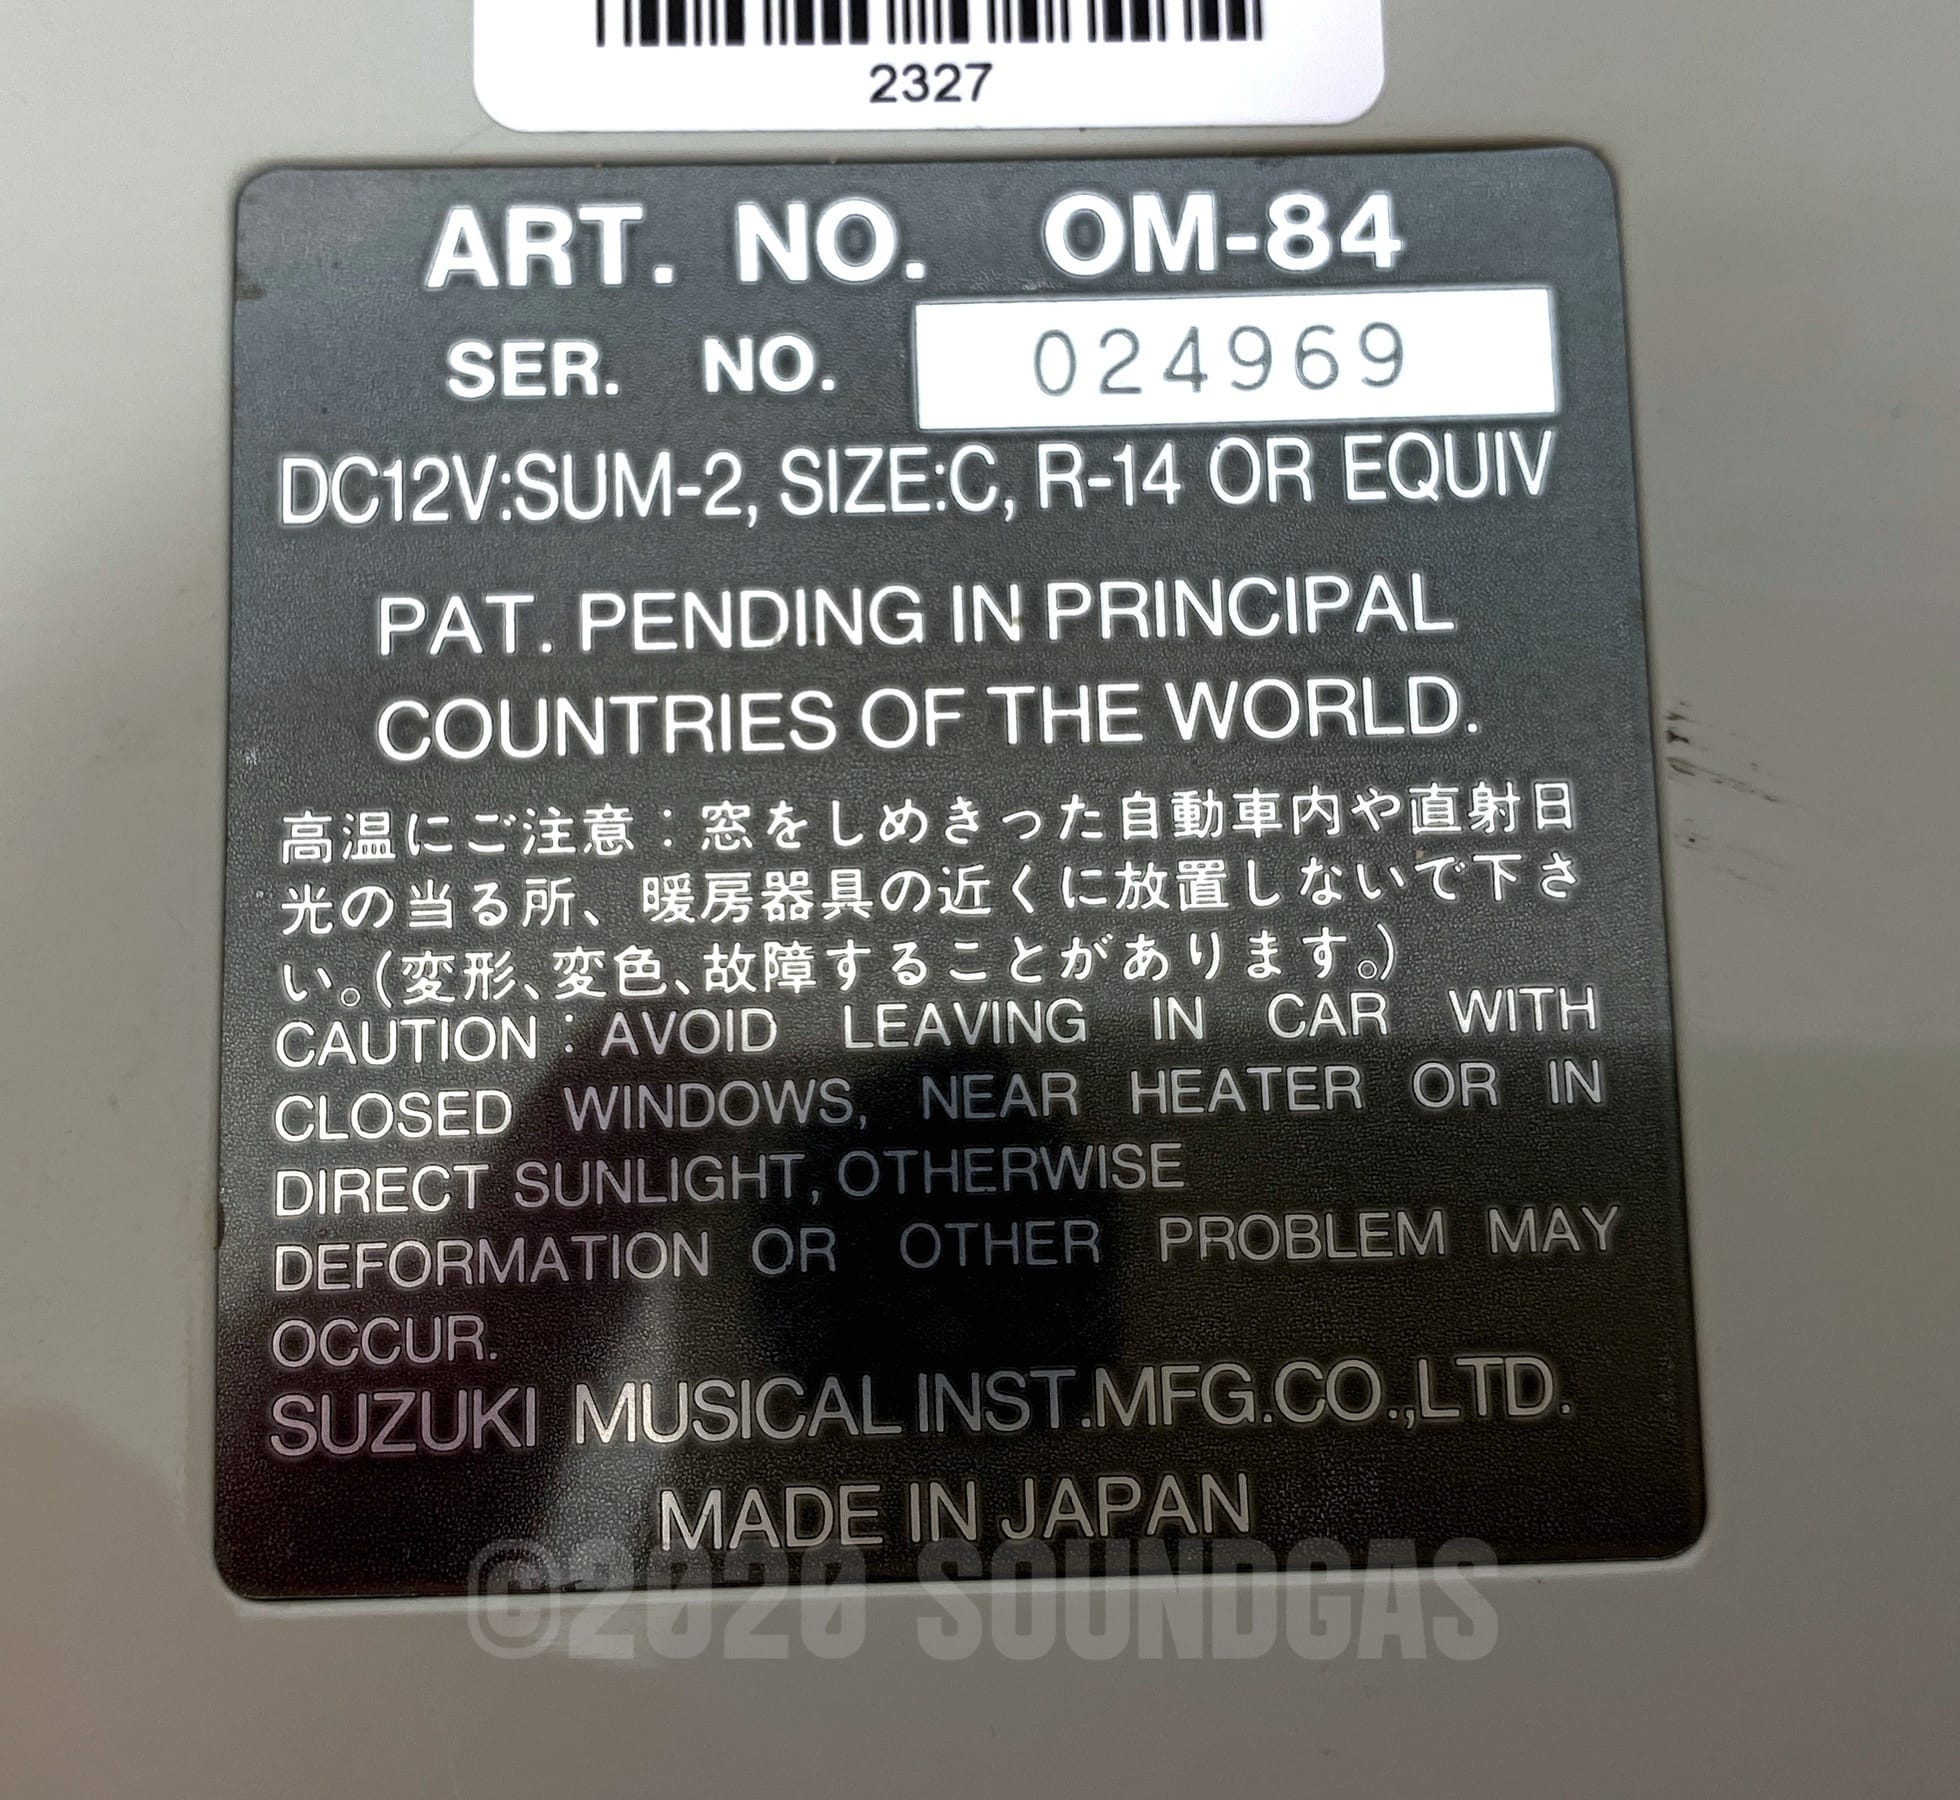 2327
ART. NO. OM-84
SER. NO. 024969
DC12V:SUM-2, SIZE:C, R-14 OR EQUIV
PAT. PENDING IN PRINCIPAL
COUNTRIES OF THE WORLD.
高温にご注意：窓をしめきった自動車内や直射日
光の当る所、暖房器具の近くに放置しないで下さ
い。(変形、変色、故障することがあります。)
CAUTION : AVOID LEAVING IN CAR WITH
CLOSED WINDOWS, NEAR HEATER OR IN
DIRECT SUNLIGHT, OTHERWISE
DEFORMATION OR OTHER PROBLEM MAY
OCCUR.
SUZUKI MUSICAL INST.MFG.CO.,LTD.
MADE IN JAPAN
©2020 SOUNDGAS